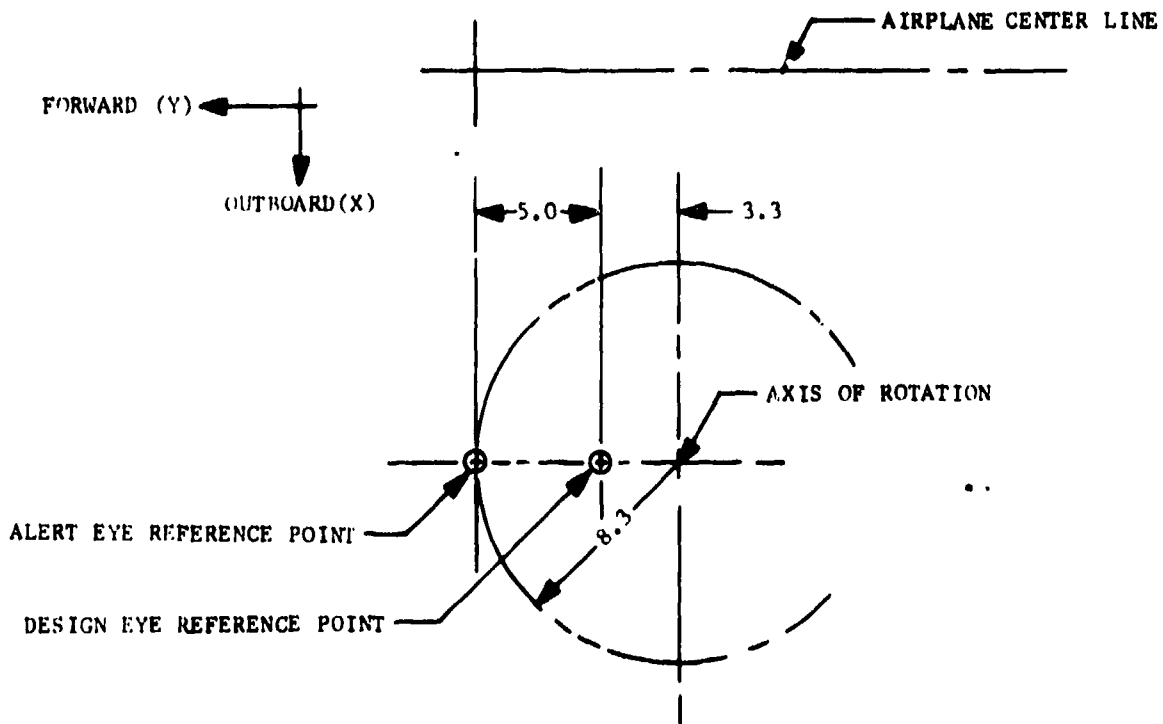 AIRPLANE CENTER LINE
FORWARD (Y)
OUTBOARD(X)
5.0
3.3
AXIS OF ROTATION
ALERT EYE REFERENCE POINT
8.3
DESIGN EYE REFERENCE POINT